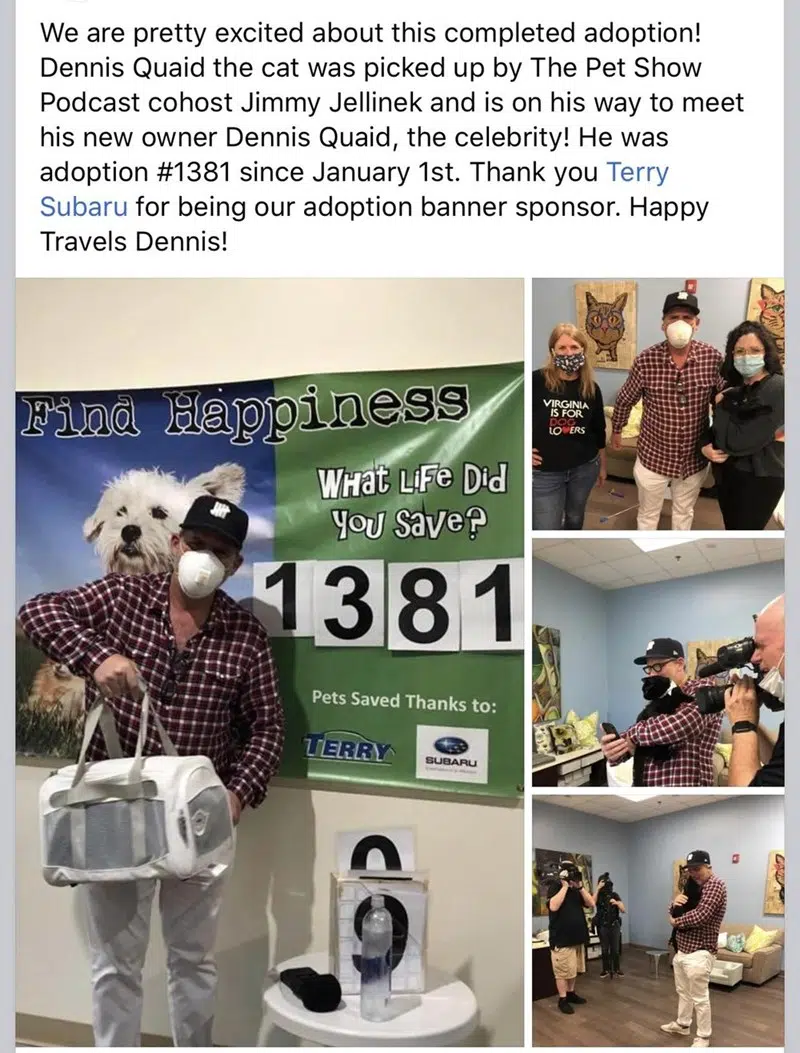 We are pretty excited about this completed adoption!
Dennis Quaid the cat was picked up by The Pet Show
Podcast cohost Jimmy Jellinek and is on his way to meet
his new owner Dennis Quaid, the celebrity! He was
adoption #1381 since January 1st. Thank you Terry
Subaru for being our adoption banner sponsor. Happy
Travels Dennis!
Find Happiness
What Life Did
You Save?
1381
Pets Saved Thanks to:
TERRY
SUBARU
VIRGINIA
IS FOR
DOG
LOVERS